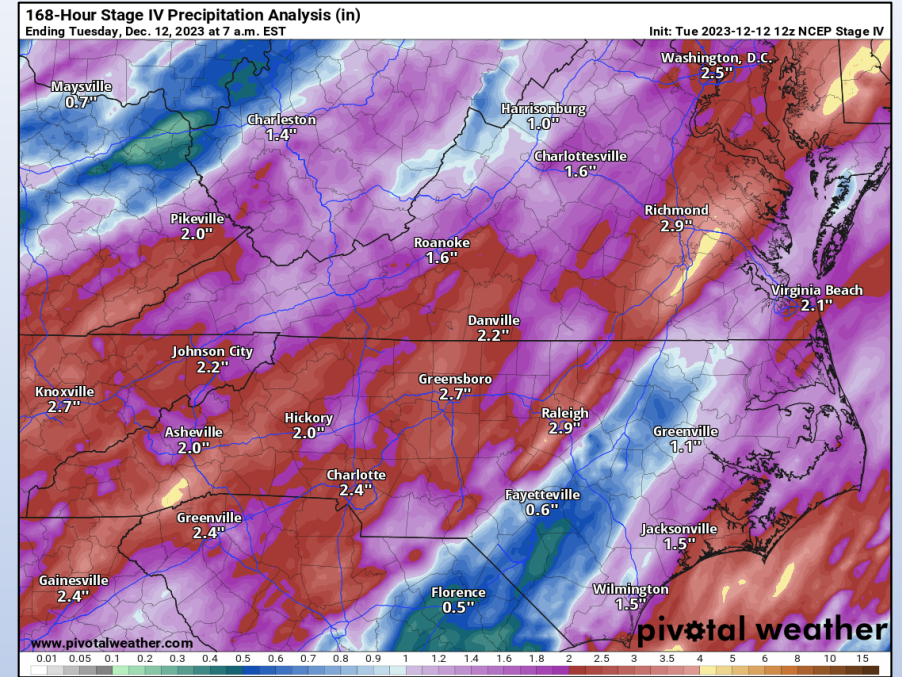 168-Hour Stage IV Precipitation Analysis (in)
Ending Tuesday, Dec. 12, 2023 at 7 a.m. EST
Init: Tue 2023-12-12 12z NCEP Stage IV
Washington, D.C.
2.5"
Maysville
0.7"
Charleston
1.4"
Harrisonburg
1.0"
Charlottesville
1.6"
Pikeville
2.0"
Richmond
2.9"
Roanoke
1.6"
Virginia Beach
2.1"
Danville
2.2"
Johnson City
2.2"
Knoxville
2.7"
Greensboro
2.7"
Hickory
2.0"
Raleigh
2.9"
Asheville
2.0"
Greenville
1.1"
Charlotte
2.4"
Fayetteville
0.6"
Greenville
2.4"
Jacksonville
1.5"
Gainesville
2.4"
Florence
0.5"
Wilmington
1.5"
www.pivotalweather.com
pivotal weather
0.01 0.05 0.2 0.4 0.5 0.6 0.7 0.8 0.9 1 1.2 1.4 1.6 1.8 2 2.5 3 3.5 4 5 6 8 10 15